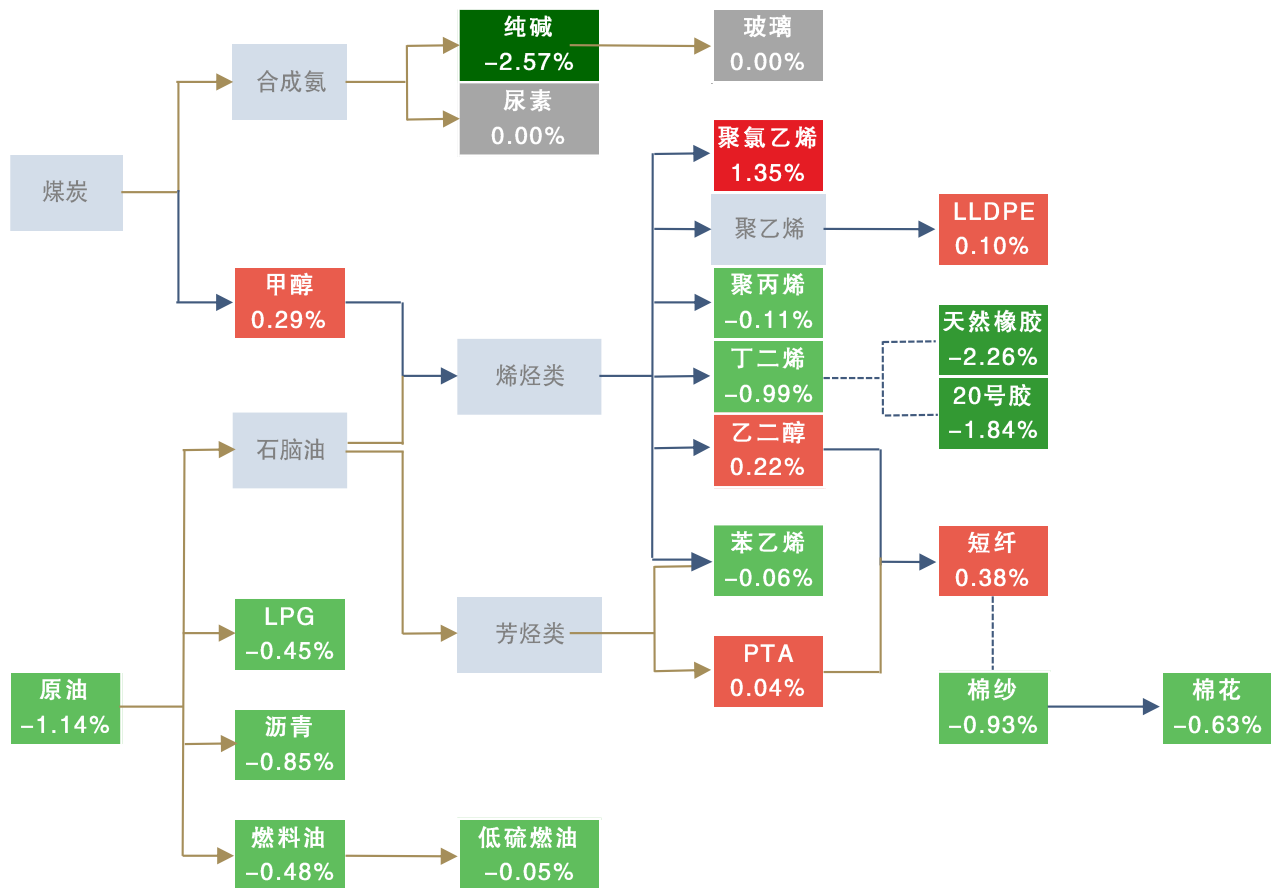 纯碱
-2.57%
玻璃
0.00%
合成氨
尿素
0.00%
煤炭
聚氯乙烯
1.35%
聚乙烯
LLDPE
0.10%
甲醇
0.29%
聚丙烯
-0.11%
天然橡胶
-2.26%
烯烃类
丁二烯
-0.99%
20号胶
-1.84%
石脑油
乙二醇
0.22%
苯乙烯
-0.06%
短纤
0.38%
LPG
-0.45%
芳烃类
PTA
0.04%
原油
-1.14%
棉纱
-0.93%
棉花
-0.63%
沥青
-0.85%
燃料油
-0.48%
低硫燃油
-0.05%